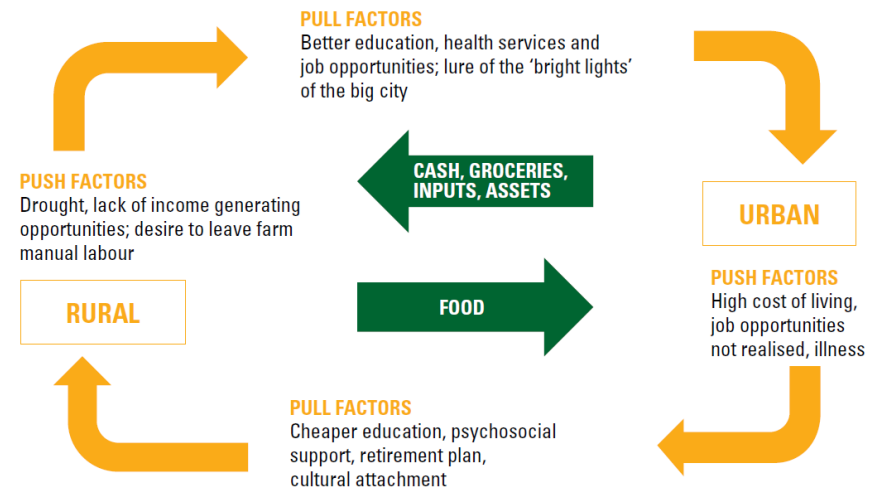 PULL FACTORS
Better education, health services and
job opportunities; lure of the ‘bright lights’
of the big city
CASH, GROCERIES,
INPUTS, ASSETS
PUSH FACTORS
Drought, lack of income generating
opportunities; desire to leave farm
manual labour
URBAN
PUSH FACTORS
High cost of living,
job opportunities
not realised, illness
RURAL
FOOD
PULL FACTORS
Cheaper education, psychosocial
support, retirement plan,
cultural attachment